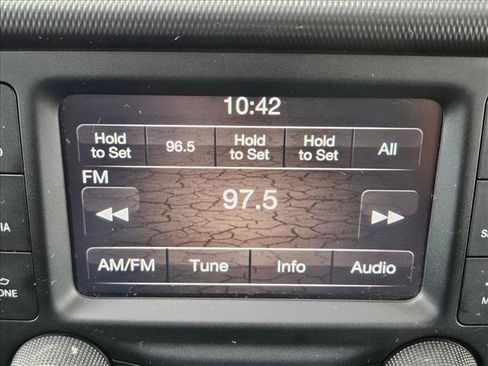 10:42
Hold to Set 96.5 Hold to Set Hold to Set All
FM
97.5
AM/FM Tune Info Audio